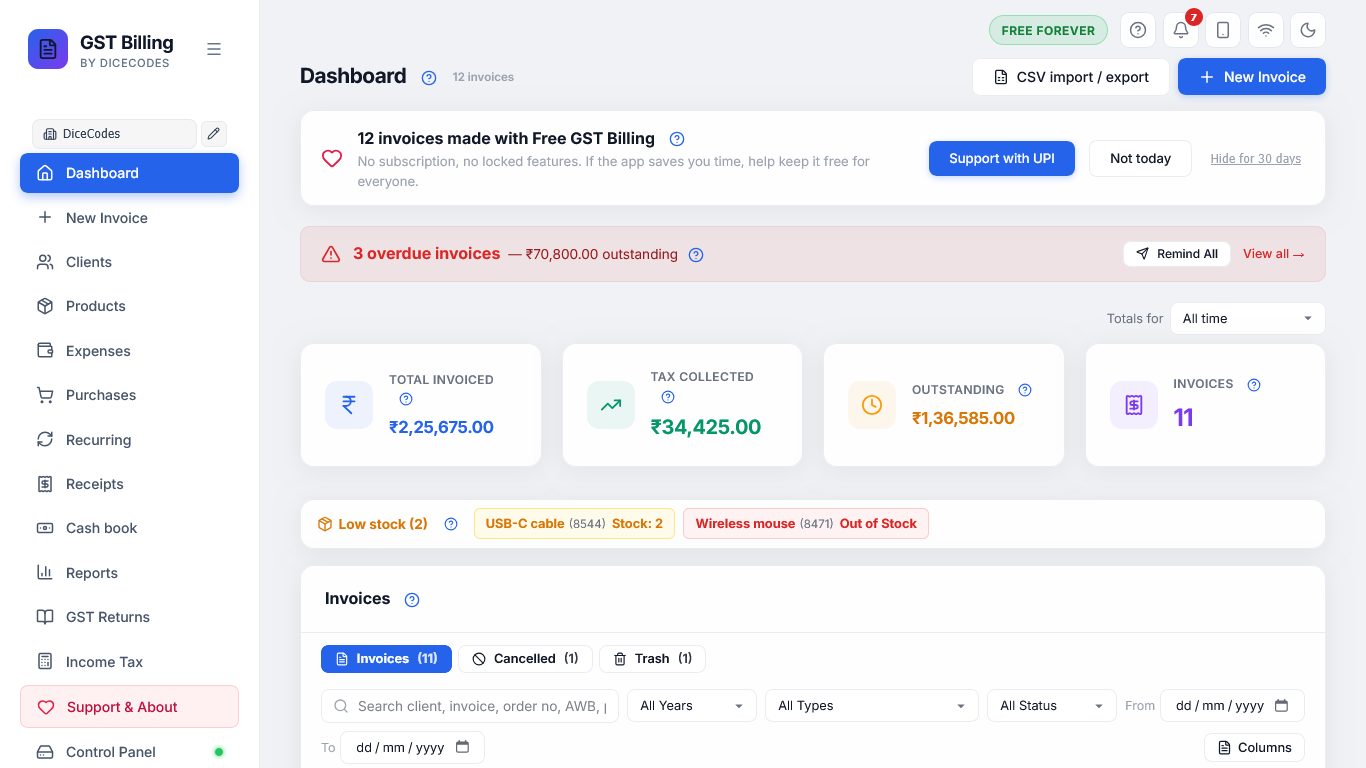 GST Billing
BY DICECODES
DiceCodes
Dashboard
New Invoice
Clients
Products
Expenses
Purchases
Recurring
Receipts
Cash book
Reports
GST Returns
Income Tax
Support & About
Control Panel
FREE FOREVER
7
Dashboard
12 invoices
CSV import / export
New Invoice
12 invoices made with Free GST Billing
No subscription, no locked features. If the app saves you time, help keep it free for
everyone.
Support with UPI
Not today
Hide for 30 days
3 overdue invoices — ₹70,800.00 outstanding
Remind All
View all →
Totals for
All time
TOTAL INVOICED
₹2,25,675.00
TAX COLLECTED
₹34,425.00
OUTSTANDING
₹1,36,585.00
INVOICES
11
Low stock (2)
USB-C cable (8544) Stock: 2
Wireless mouse (8471) Out of Stock
Invoices
Invoices (11)
Cancelled (1)
Trash (1)
Search client, invoice, order no, AWB,
All Years
All Types
All Status
From
dd / mm / yyyy
To
dd / mm / yyyy
Columns